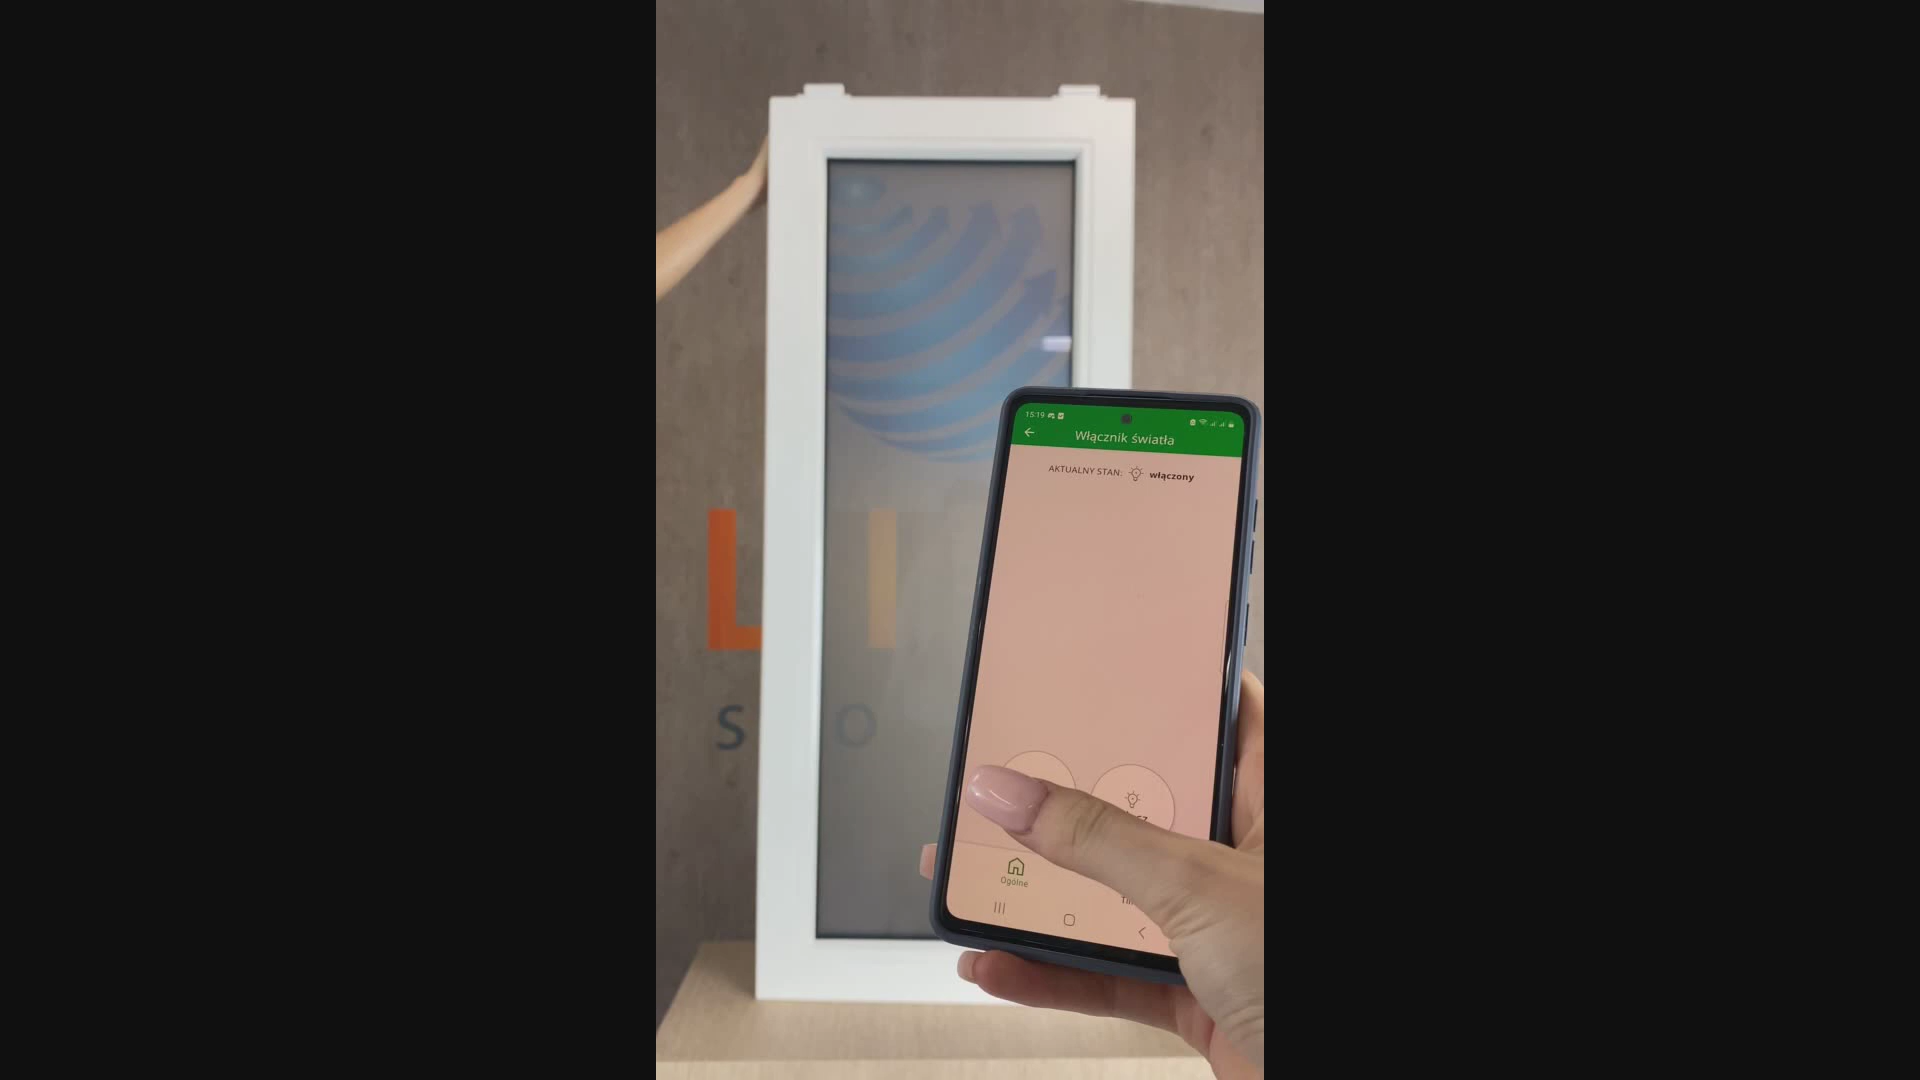 15:19
Włącznik światła
AKTUALNY STAN: włączony
L I
S O
Ogólne